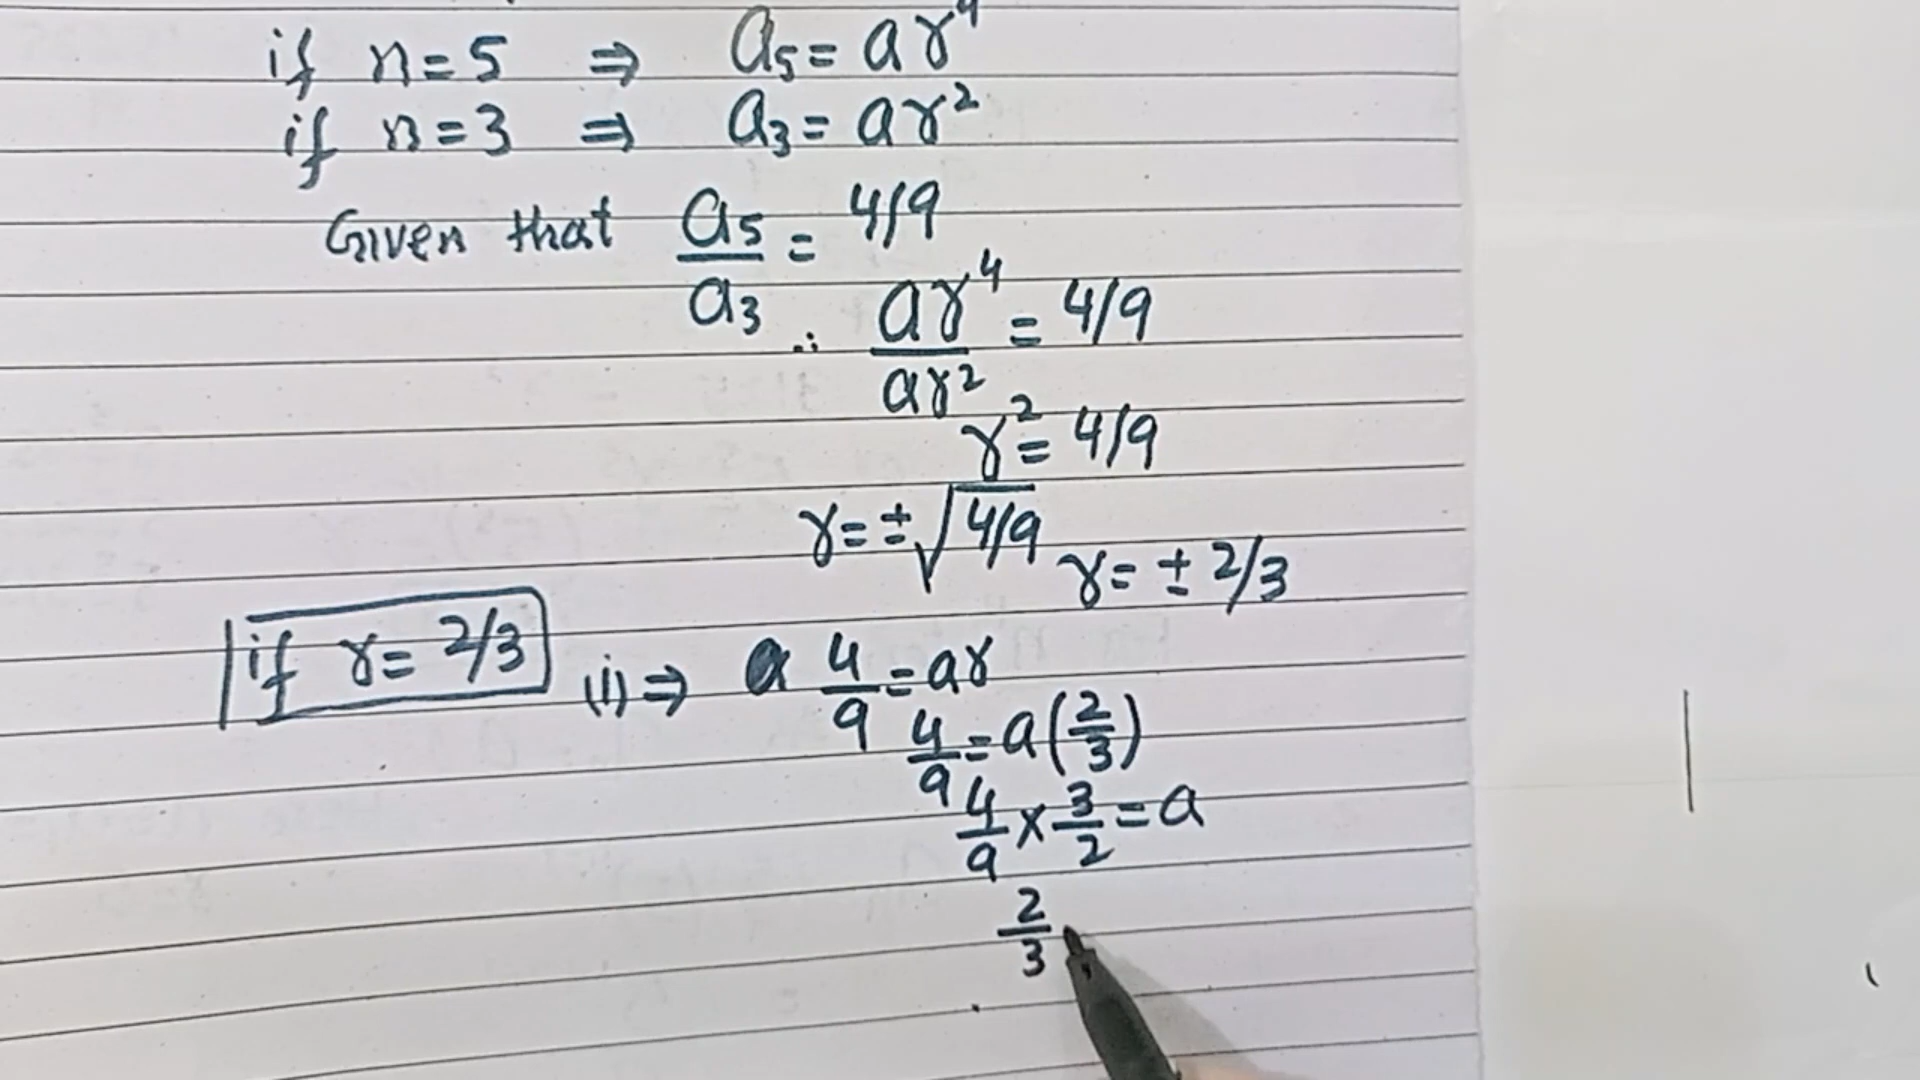 if n=5 ⇒ a₅= ar⁴
if n=3 ⇒ a₃= ar²
Given that a₅/a₃ = 4/9
∴ ar⁴/ar² = 4/9
r² = 4/9
r= ±√4/9 r= ± 2/3
if r= 2/3 (i)⇒ a 4/9 = ar
4/9 = a(2/3)
4/9 × 3/2 = a
2/3